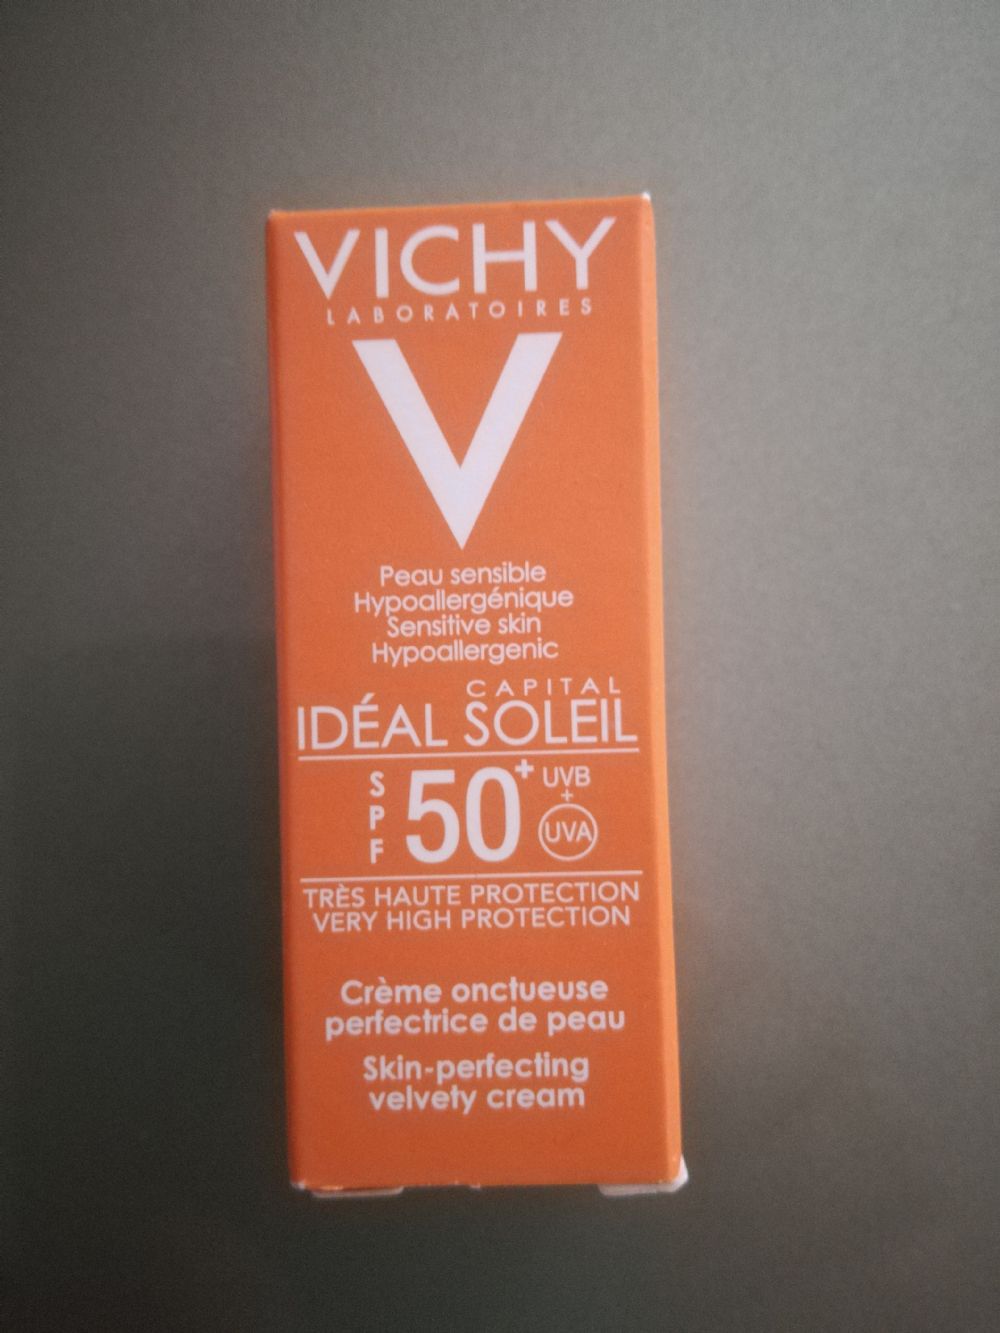 VICHY
LABORATOIRES
V
Peau sensible
Hypoallergénique
Sensitive skin
Hypoallergenic
CAPITAL
IDÉAL SOLEIL
SPF 50+ UVB + UVA
TRÈS HAUTE PROTECTION
VERY HIGH PROTECTION
Crème onctueuse
perfectrice de peau
Skin-perfecting
velvety cream